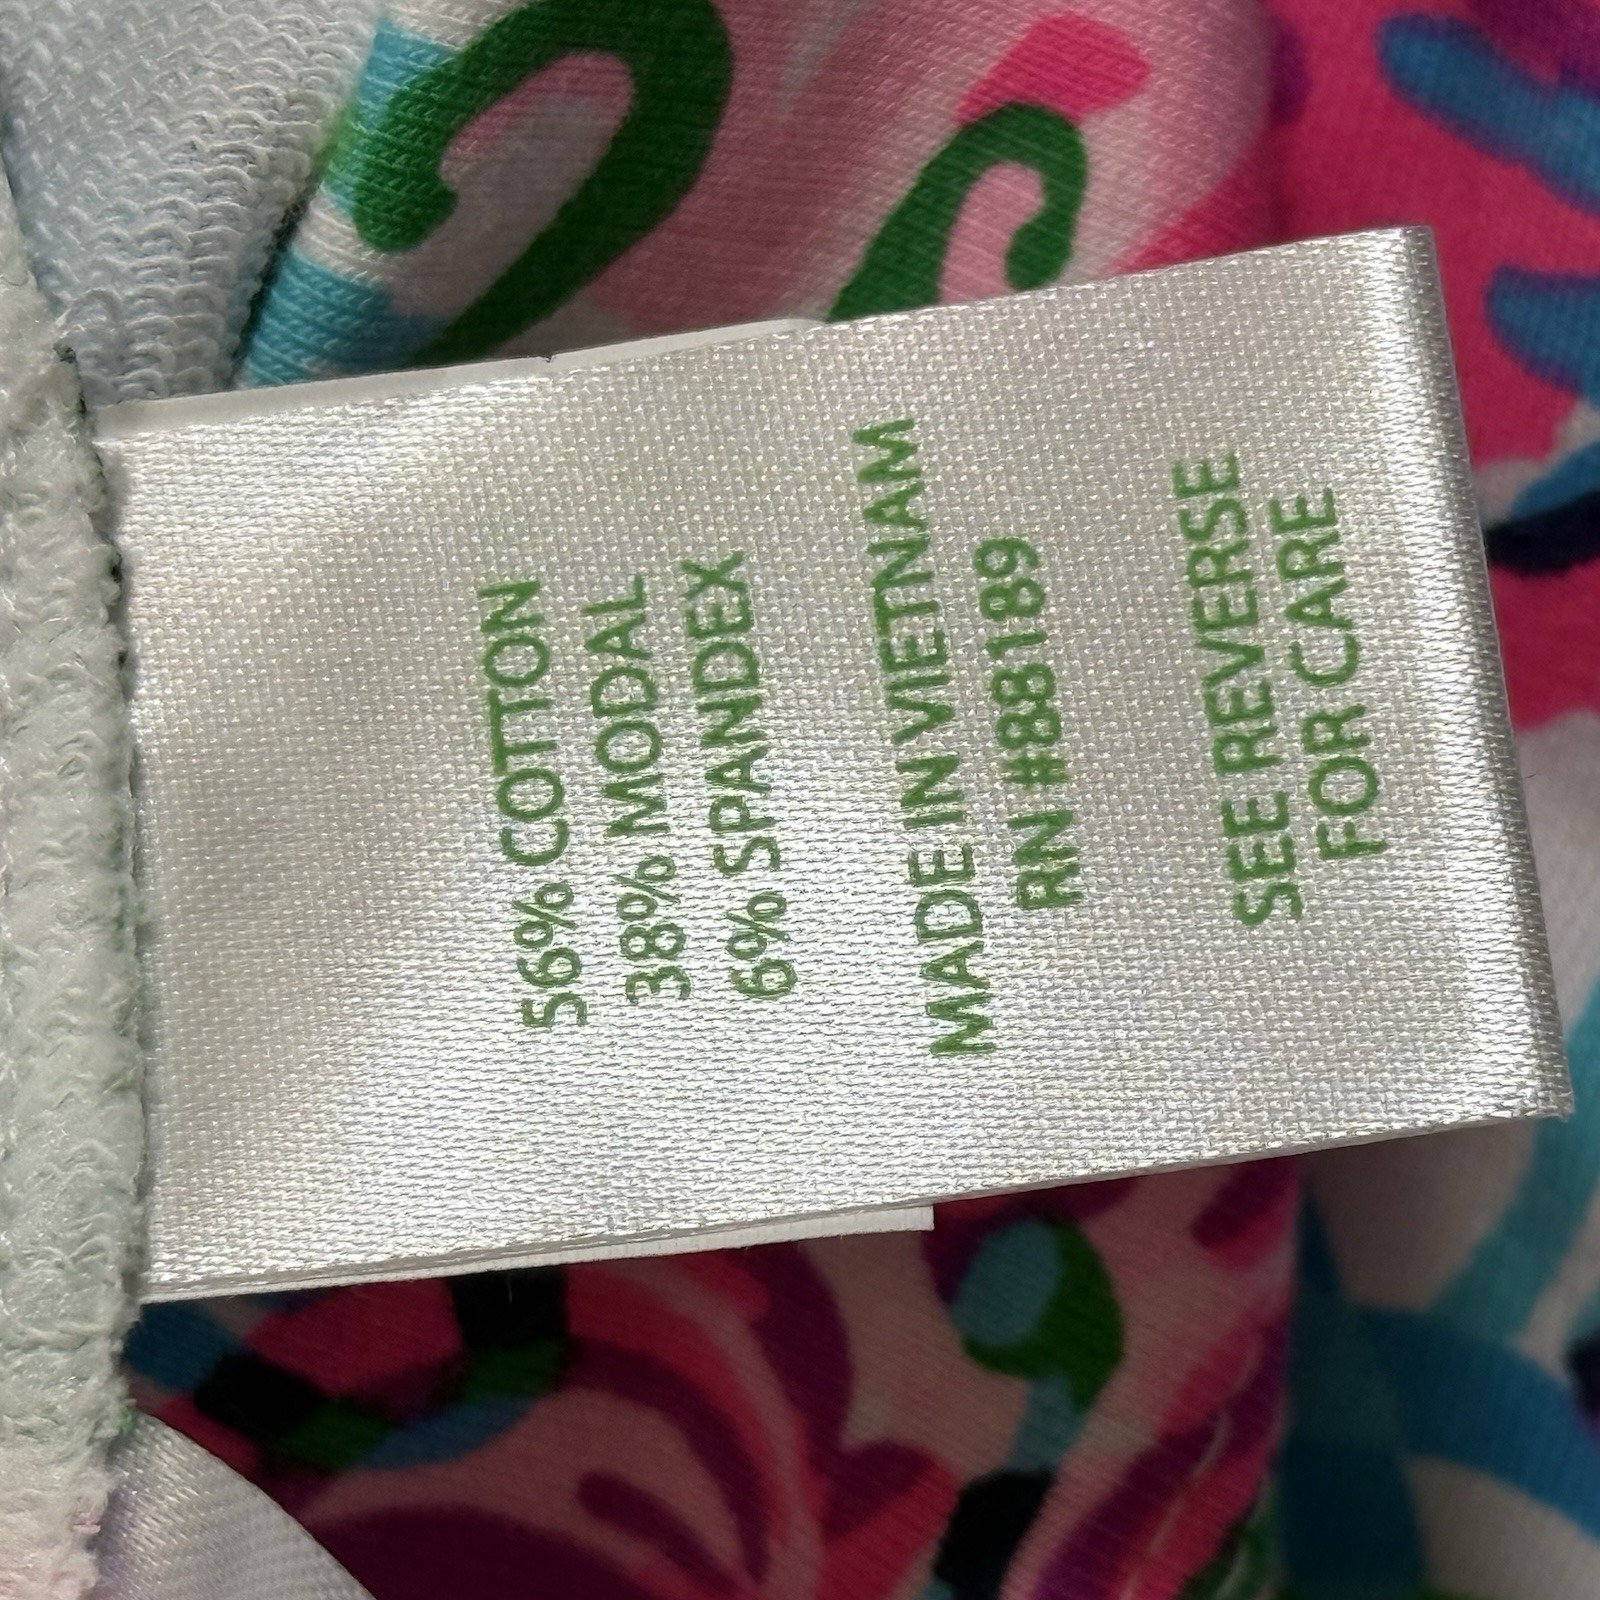 56% COTTON
38% MODAL
6% SPANDEX
MADE IN VIETNAM
RN #88189
SEE REVERSE
FOR CARE